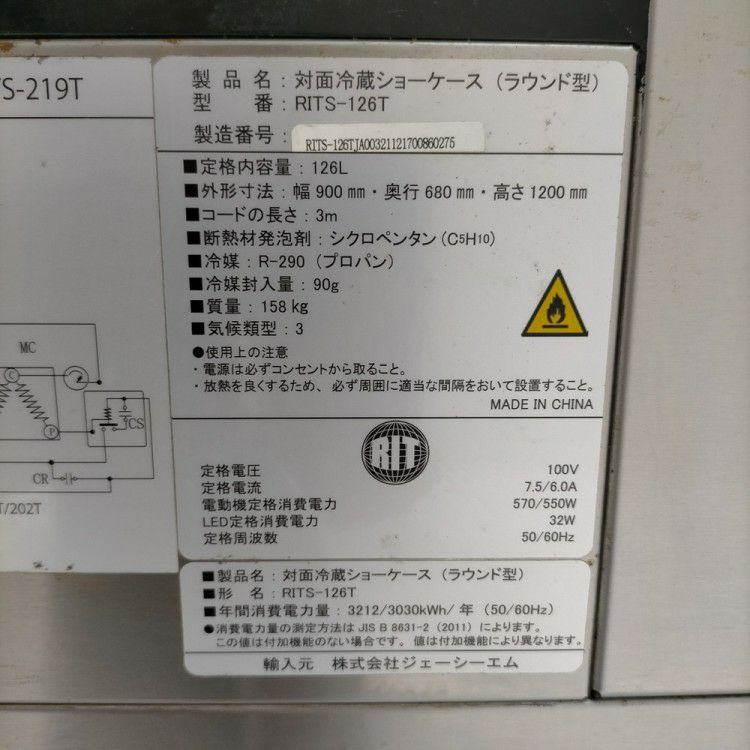 TS-219T
MC
C
P
CS
CR
T/202T
製品名：対面冷蔵ショーケース（ラウンド型）
型番：RITS-126T
製造番号：RITS-126TJA00321121700860275
■定格内容量：126L
■外形寸法：幅 900 mm・奥行 680 mm・高さ 1200 mm
■コードの長さ：3m
■断熱材発泡剤：シクロペンタン（C5H10）
■冷媒：R-290（プロパン）
■冷媒封入量：90g
■質量：158 kg
■気候類型：3
●使用上の注意
・電源は必ずコンセントから取ること。
・放熱を良くするため、必ず周囲に適当な間隔をおいて設置すること。
MADE IN CHINA
RIT
定格電圧 100V
定格電流 7.5/6.0A
電動機定格消費電力 570/550W
LED定格消費電力 32W
定格周波数 50/60Hz
■製品名：対面冷蔵ショーケース（ラウンド型）
■形名：RITS-126T
■年間消費電力量：3212/3030kWh/年（50/60Hz）
●消費電力量の測定方法は JIS B 8631-2（2011）によります。
この値は付加機能のない場合です。値は付加機能により異なります。
輸入元 株式会社ジェーシーエム